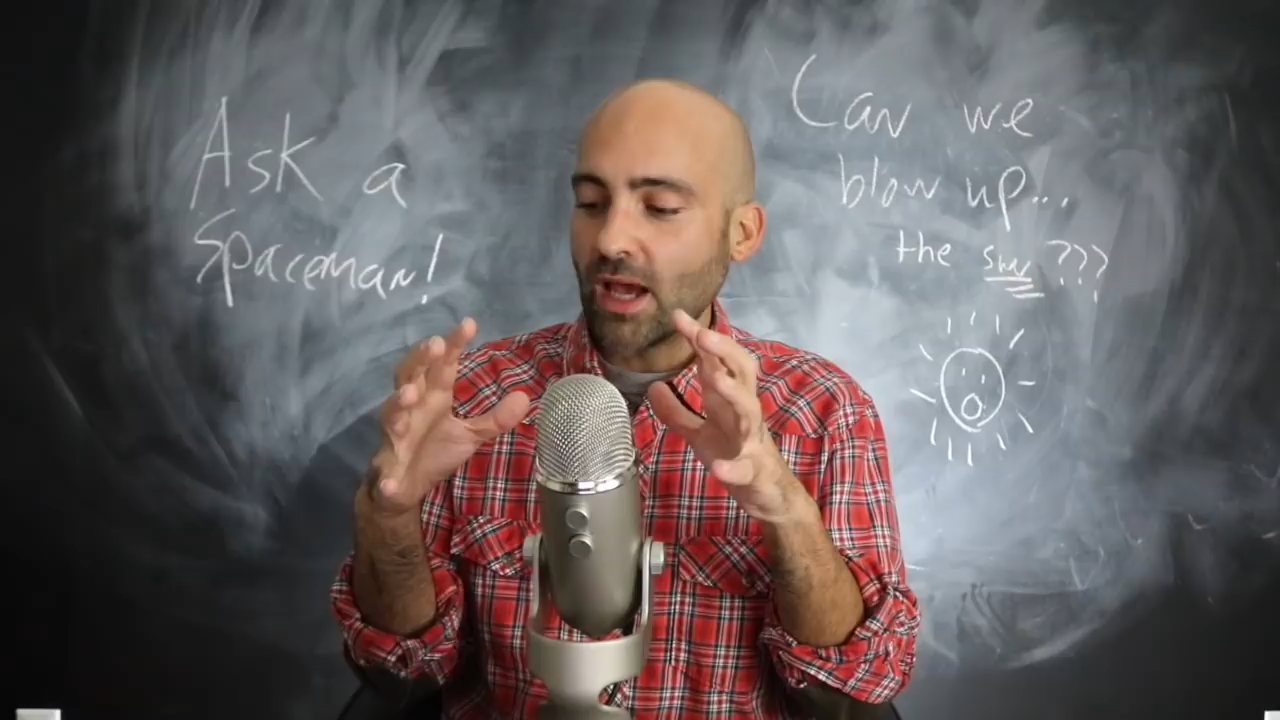 Ask a
Spaceman!
Can we
blow up...
the sun ???